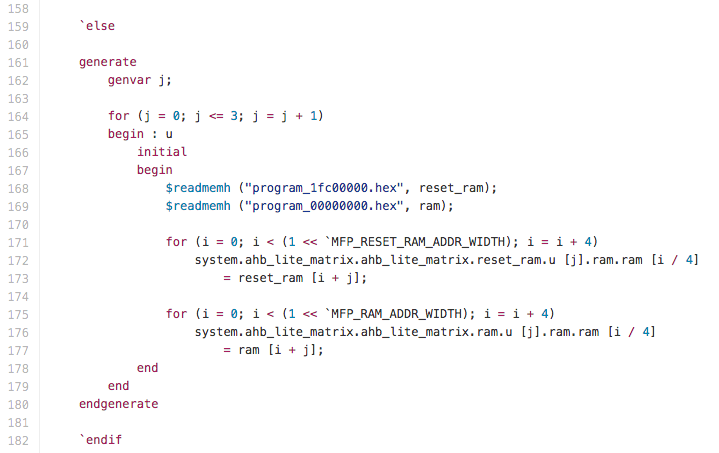 158
159 `else
160
161 generate
162 genvar j;
163
164 for (j = 0; j <= 3; j = j + 1)
165 begin : u
166 initial
167 begin
168 $readmemh ("program_1fc00000.hex", reset_ram);
169 $readmemh ("program_00000000.hex", ram);
170
171 for (i = 0; i < (1 << `MFP_RESET_RAM_ADDR_WIDTH); i = i + 4)
172 system.ahb_lite_matrix.ahb_lite_matrix.reset_ram.u [j].ram.ram [i / 4]
173 = reset_ram [i + j];
174
175 for (i = 0; i < (1 << `MFP_RAM_ADDR_WIDTH); i = i + 4)
176 system.ahb_lite_matrix.ahb_lite_matrix.ram.u [j].ram.ram [i / 4]
177 = ram [i + j];
178 end
179 end
180 endgenerate
181
182 `endif